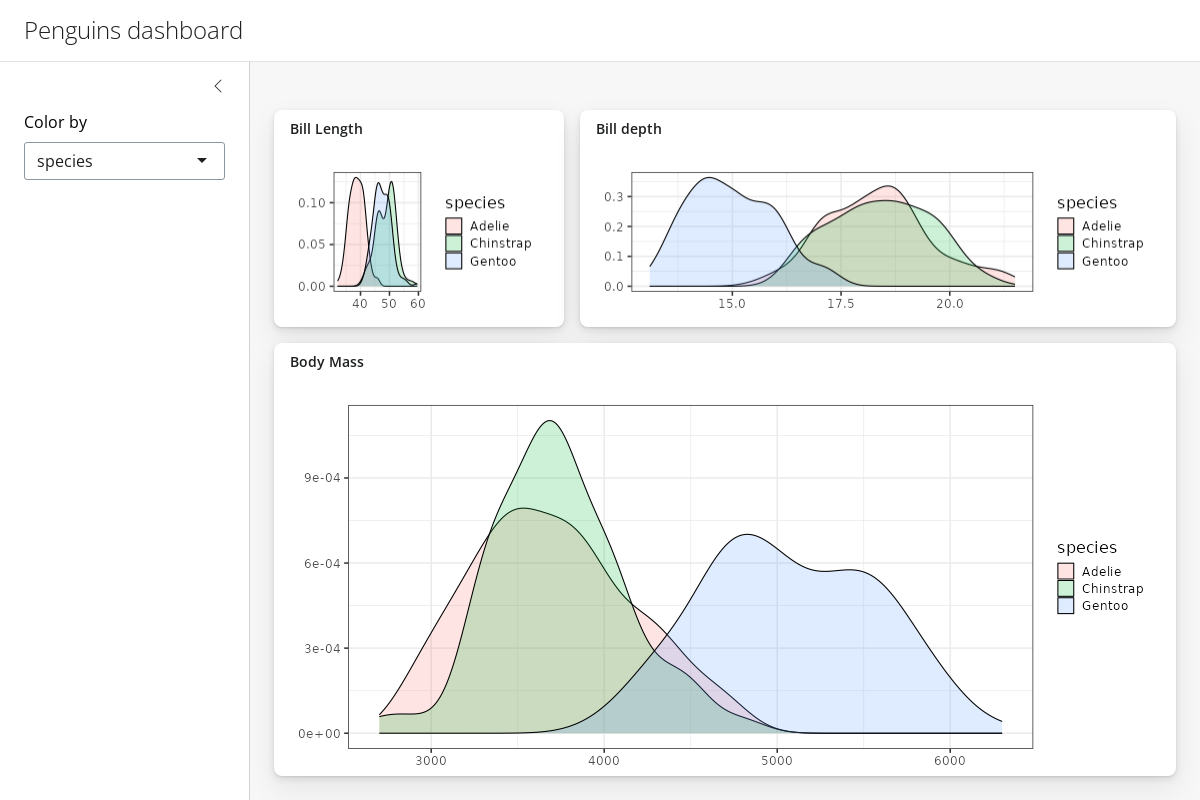 Penguins dashboard
Color by
species
Bill Length
0.10
0.05
0.00
40 50 60
species
Adelie
Chinstrap
Gentoo
Bill depth
0.3
0.2
0.1
0.0
15.0 17.5 20.0
species
Adelie
Chinstrap
Gentoo
Body Mass
9e-04
6e-04
3e-04
0e+00
3000 4000 5000 6000
species
Adelie
Chinstrap
Gentoo